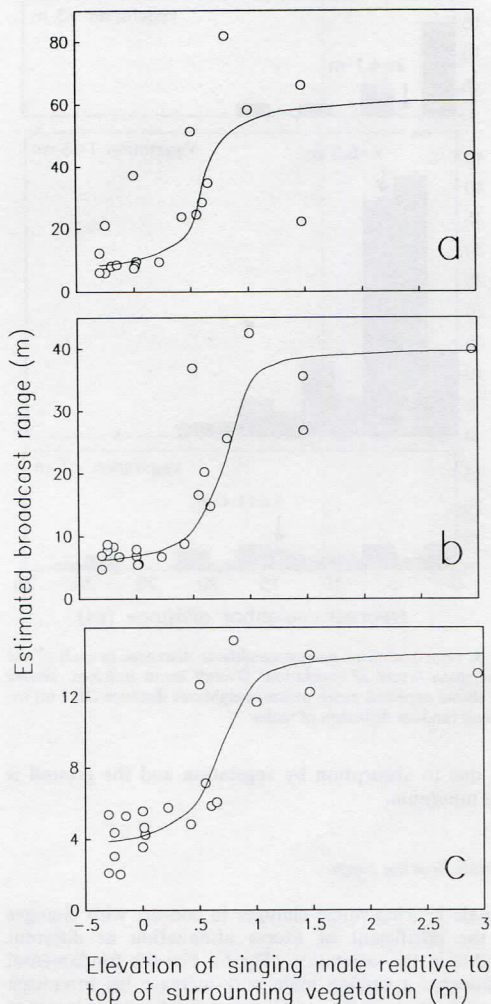 80
60
40
20
0
a
Estimated broadcast range (m)
40
30
20
10
0
b
12
8
4
0
c
-.5 0 .5 1 1.5 2 2.5 3
Elevation of singing male relative to
top of surrounding vegetation (m)